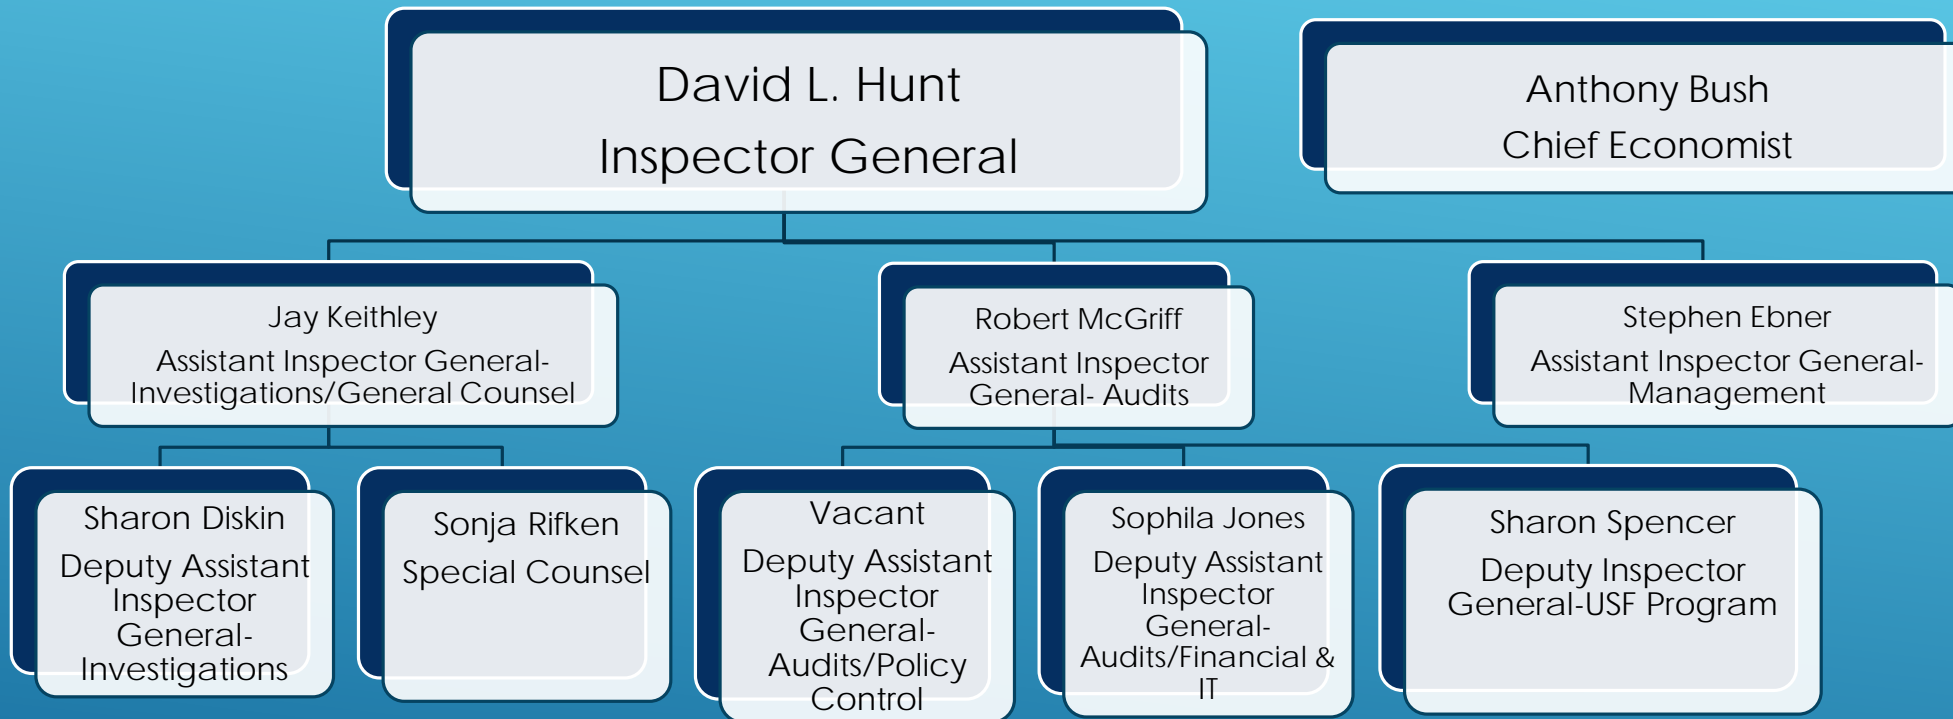 David L. Hunt
Inspector General
Anthony Bush
Chief Economist
Jay Keithley
Assistant Inspector General-
Investigations/General Counsel
Robert McGriff
Assistant Inspector
General- Audits
Stephen Ebner
Assistant Inspector General-
Management
Sharon Diskin
Deputy Assistant
Inspector
General-
Investigations
Sonja Rifken
Special Counsel
Vacant
Deputy Assistant
Inspector
General-
Audits/Policy
Control
Sophila Jones
Deputy Assistant
Inspector
General-
Audits/Financial &
IT
Sharon Spencer
Deputy Inspector
General-USF Program